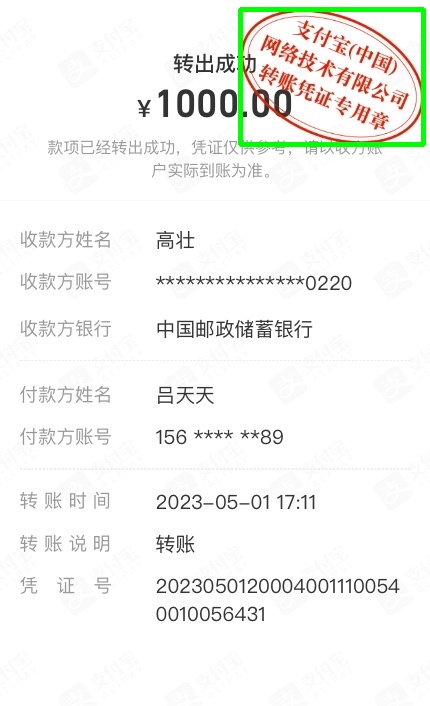 支付宝(中国)
网络技术有限公司
转账凭证专用章
转出成功
¥1000.00
款项已经转出成功，凭证仅供参考，请以收方账
户实际到账为准。
收款方姓名 高壮
收款方账号 ***************0220
收款方银行 中国邮政储蓄银行
付款方姓名 吕天天
付款方账号 156 **** **89
转账时间 2023-05-01 17:11
转账说明 转账
凭证号 2023050120004001110054
0010056431